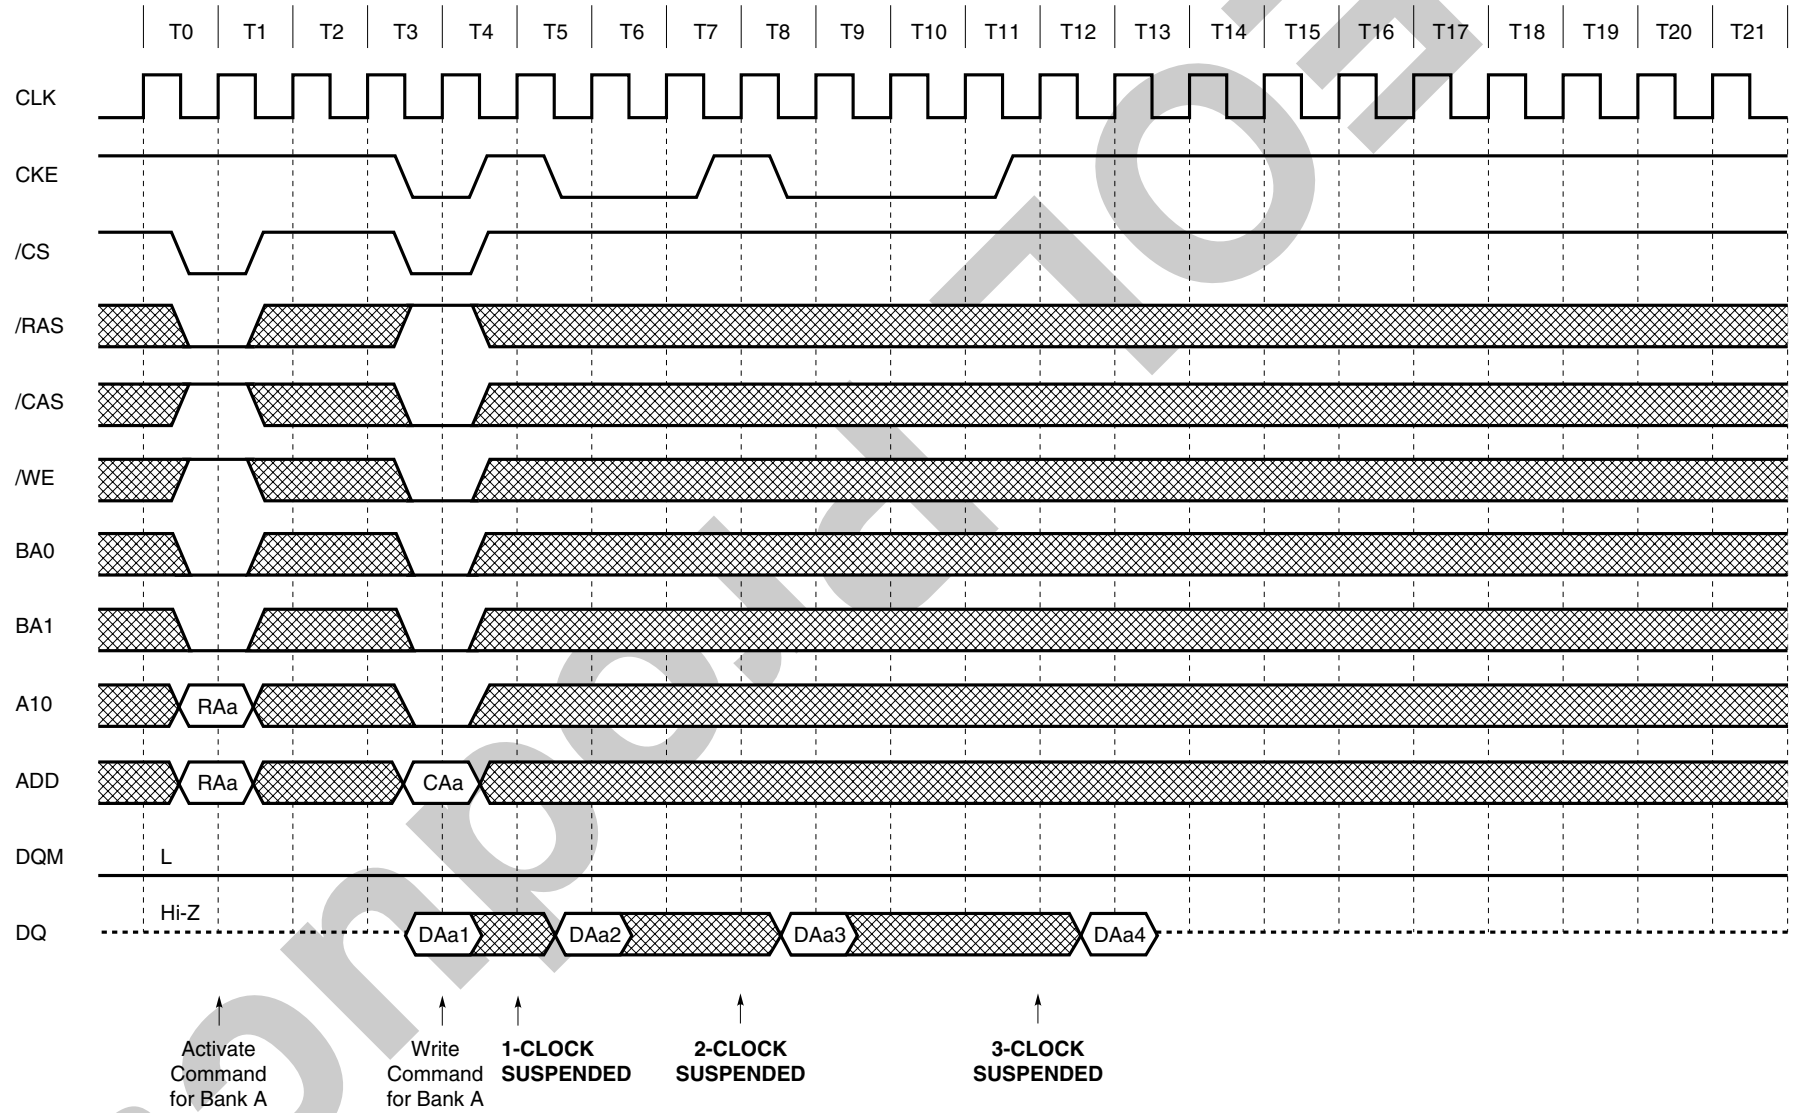 T0 T1 T2 T3 T4 T5 T6 T7 T8 T9 T10 T11 T12 T13 T14 T15 T16 T17 T18 T19 T20 T21
CLK
CKE
/CS
/RAS
/CAS
/WE
BA0
BA1
A10 RAa
ADD RAa CAa
DQM L
Hi-Z
DQ DAa1 DAa2 DAa3 DAa4
Activate Write 1-CLOCK 2-CLOCK 3-CLOCK
Command Command SUSPENDED SUSPENDED SUSPENDED
for Bank A for Bank A